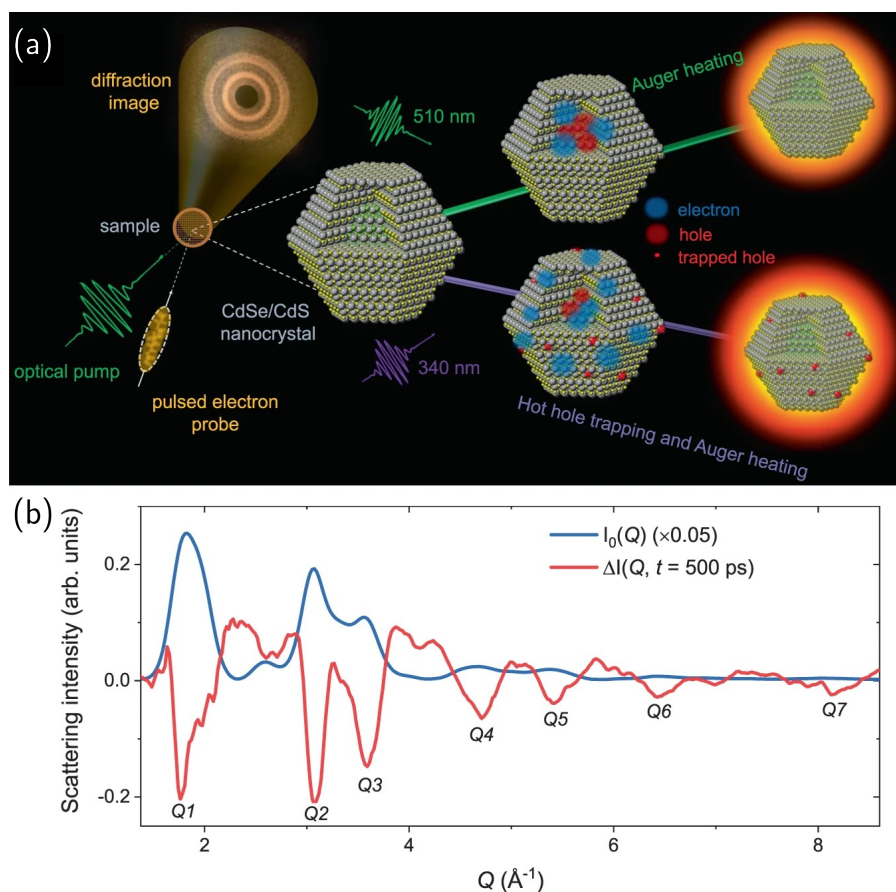 (a)
diffraction
image
510 nm
Auger heating
sample
electron
hole
trapped hole
CdSe/CdS
nanocrystal
optical pump
340 nm
pulsed electron
probe
Hot hole trapping and Auger heating
(b)
Scattering intensity (arb. units)
I₀(Q) (×0.05)
ΔI(Q, t = 500 ps)
0.2
0.0
-0.2
Q1
Q2
Q3
Q4
Q5
Q6
Q7
2
4
6
8
Q (Å⁻¹)